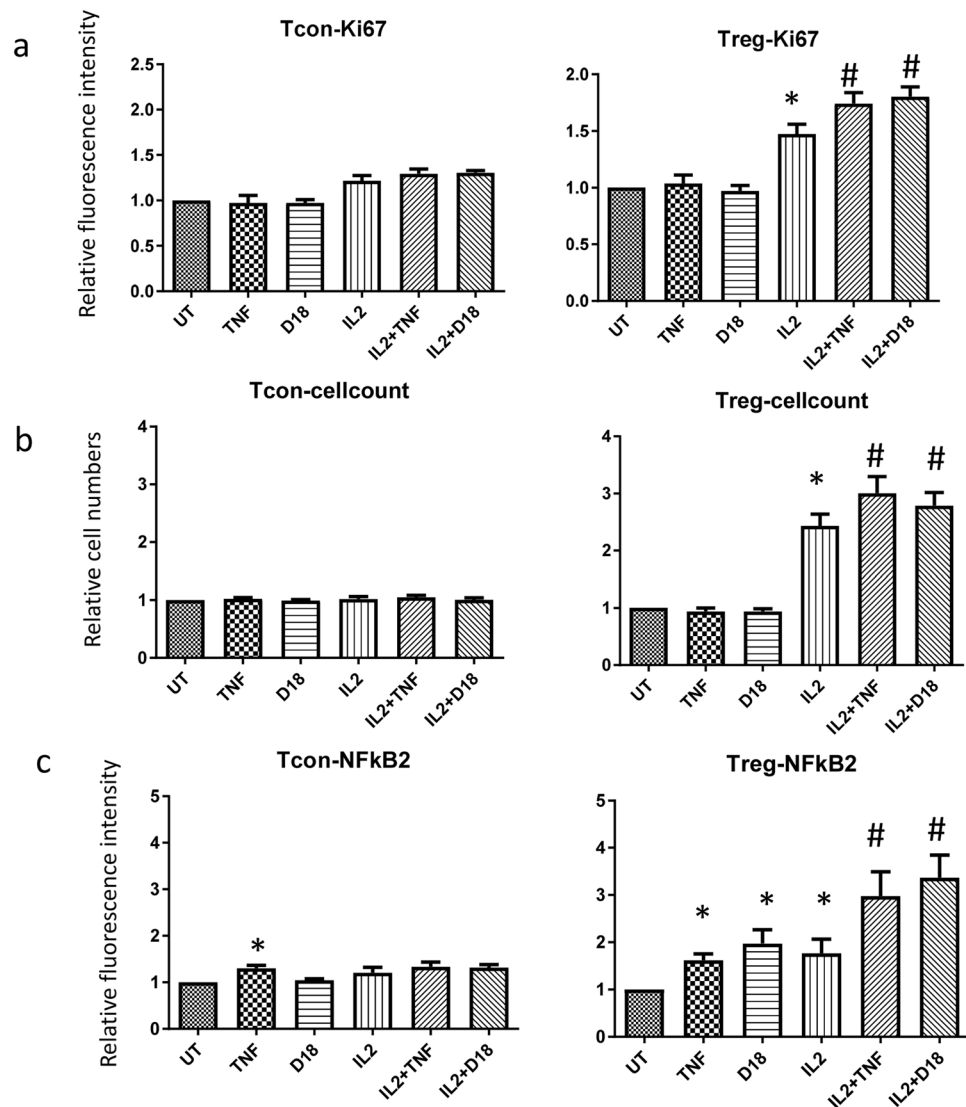 a
Tcon-Ki67
Relative fluorescence intensity
2.5
2.0
1.5
1.0
0.5
0.0
UT TNF D18 IL2 IL2+TNF IL2+D18
Treg-Ki67
2.0
1.5
1.0
0.5
0.0
* # #
UT TNF D18 IL2 IL2+TNF IL2+D18
b
Tcon-cellcount
Relative cell numbers
4
3
2
1
0
UT TNF D18 IL2 IL2+TNF IL2+D18
Treg-cellcount
4
3
2
1
0
* # #
UT TNF D18 IL2 IL2+TNF IL2+D18
c
Tcon-NFkB2
Relative fluorescence intensity
5
4
3
2
1
0
*
UT TNF D18 IL2 IL2+TNF IL2+D18
Treg-NFkB2
5
4
3
2
1
0
* * * # #
UT TNF D18 IL2 IL2+TNF IL2+D18